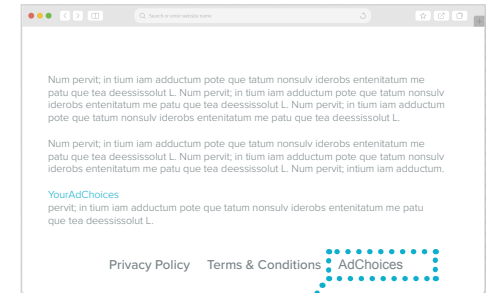 Search or enter website name
Num pervit; in tium iam adductum pote que tatum nonsulv iderobs entenitatum me
patu que tea deessissolut L. Num pervit; in tium iam adductum pote que tatum nonsulv
iderobs entenitatum me patu que tea deessissolut L. Num pervit; in tium iam adductum
pote que tatum nonsulv iderobs entenitatum me patu que tea deessissolut L.
Num pervit; in tium iam adductum pote que tatum nonsulv iderobs entenitatum me
patu que tea deessissolut L. Num pervit; in tium iam adductum pote que tatum nonsulv
iderobs entenitatum me patu que tea deessissolut L. Num pervit; intium iam adductum.
YourAdChoices
pervit; in tium iam adductum pote que tatum nonsulv iderobs entenitatum me patu
que tea deessissolut L.
Privacy Policy Terms & Conditions AdChoices